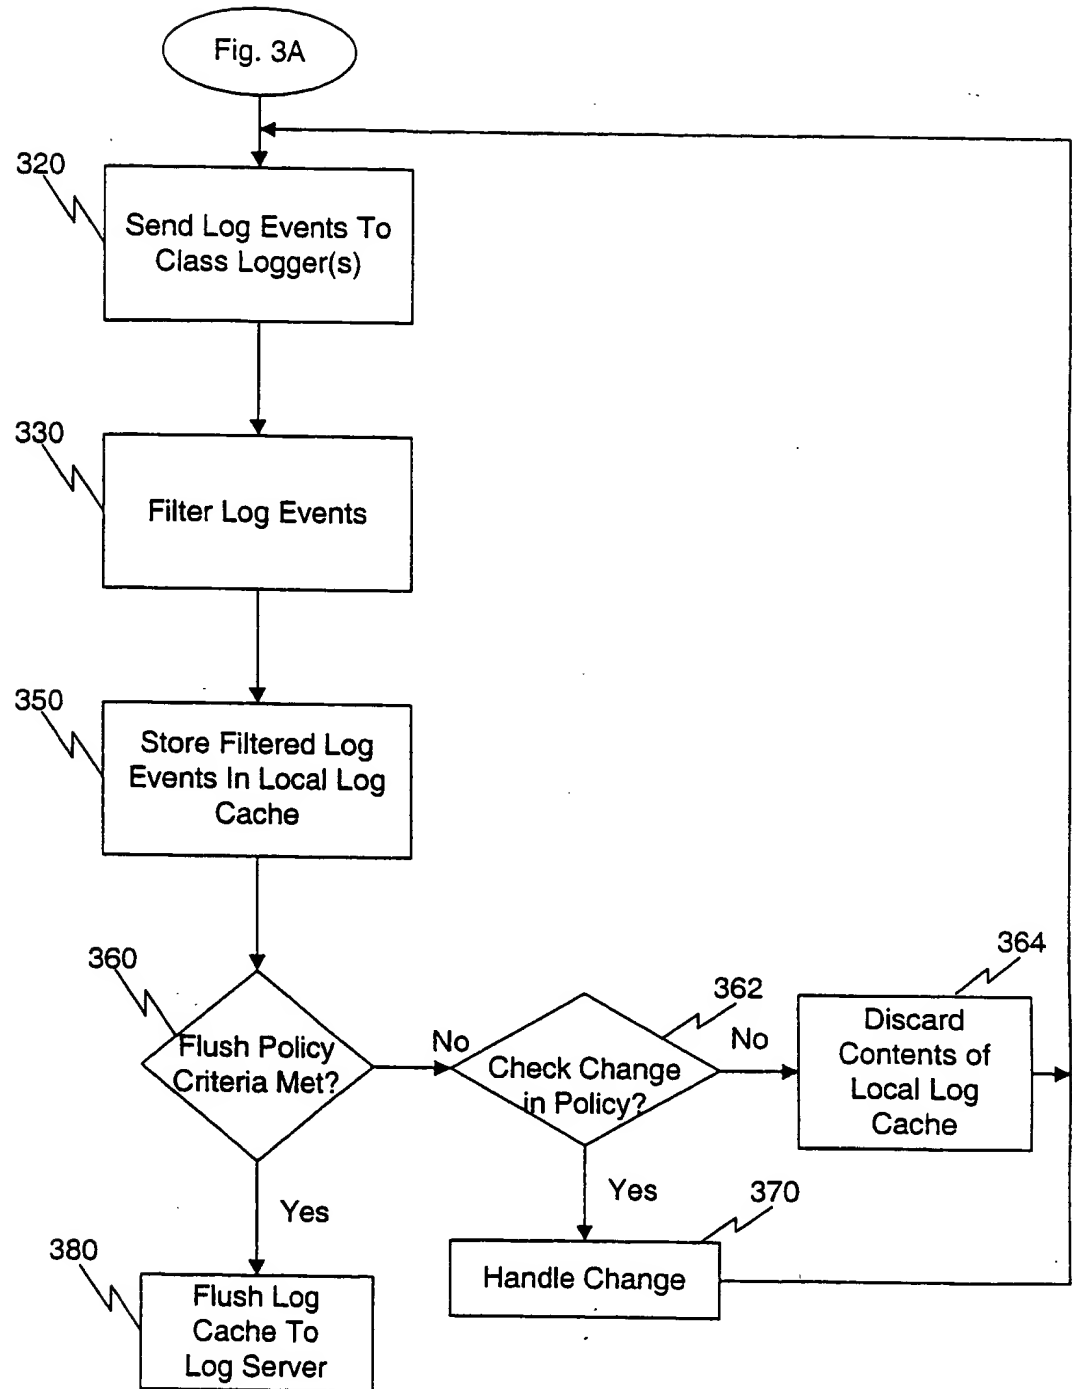 Fig. 3A
320
Send Log Events To
Class Logger(s)
330
Filter Log Events
350
Store Filtered Log
Events In Local Log
Cache
360
Flush Policy
Criteria Met?
No
362
Check Change
in Policy?
No
364
Discard
Contents of
Local Log
Cache
Yes
Yes
370
Handle Change
380
Flush Log
Cache To
Log Server